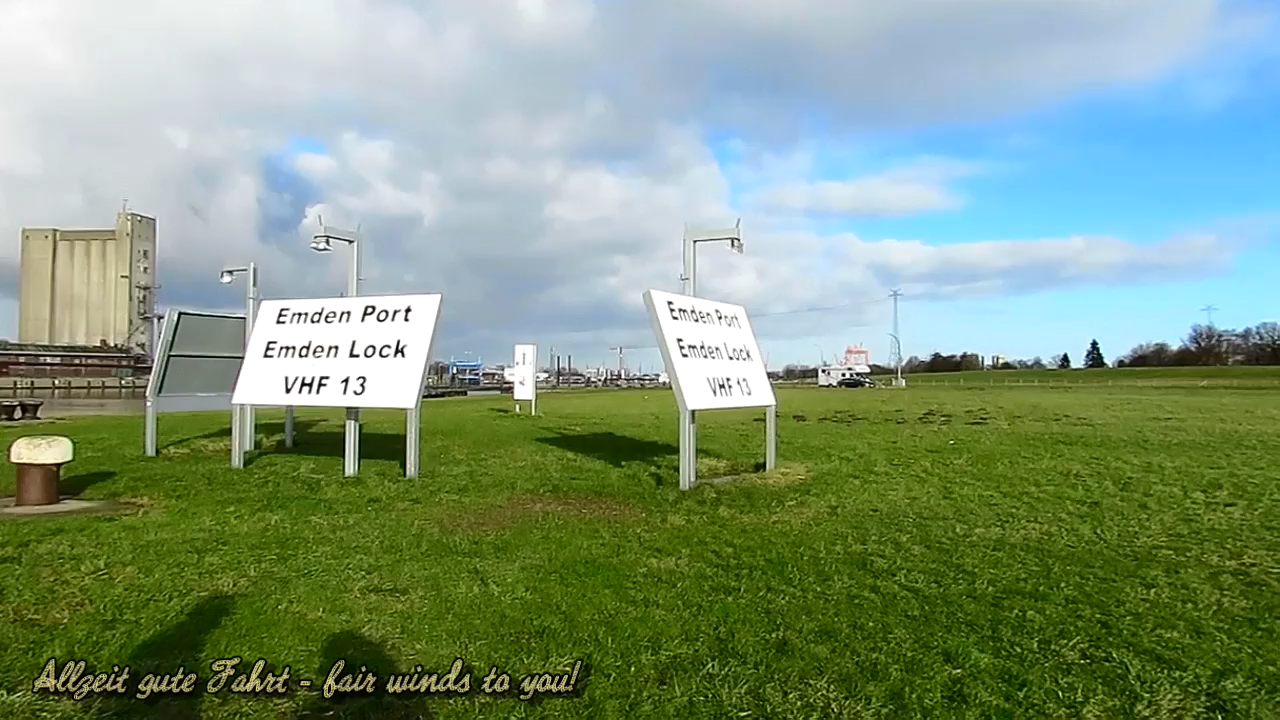 Emden Port
Emden Lock
VHF 13
Emden Port
Emden Lock
VHF 13
Allzeit gute Fahrt - fair winds to you!